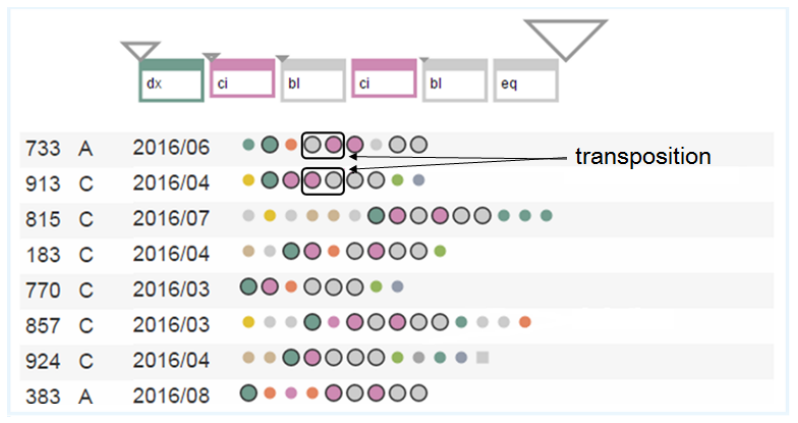 dx ci bl ci bl eq
733 A 2016/06
transposition
913 C 2016/04
815 C 2016/07
183 C 2016/04
770 C 2016/03
857 C 2016/03
924 C 2016/04
383 A 2016/08